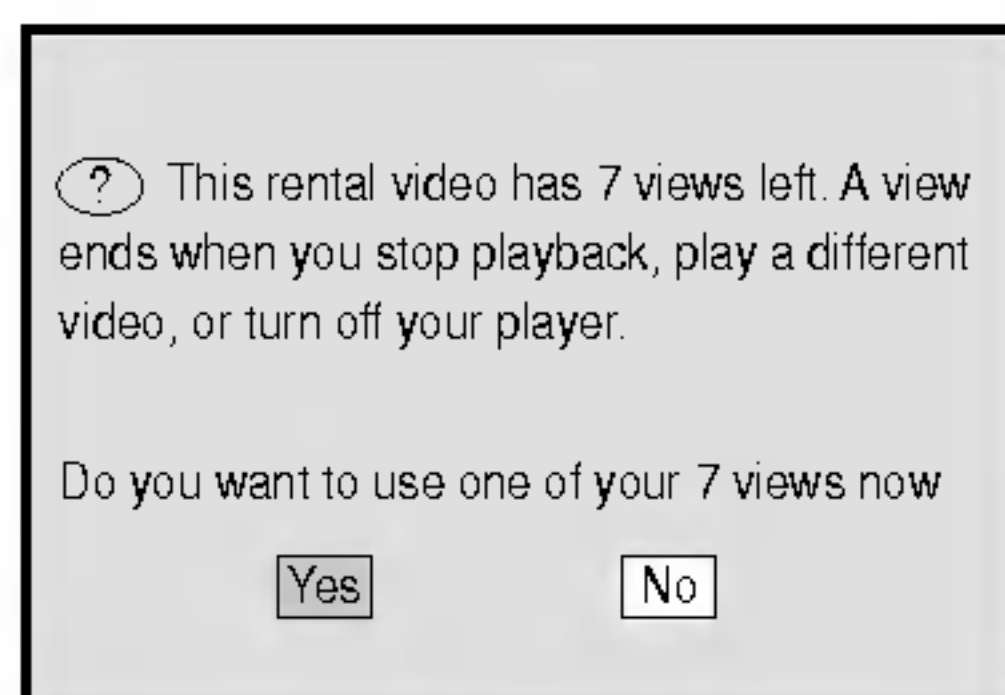 ? This rental video has 7 views left. A view
ends when you stop playback, play a different
video, or turn off your player.
Do you want to use one of your 7 views now
Yes No